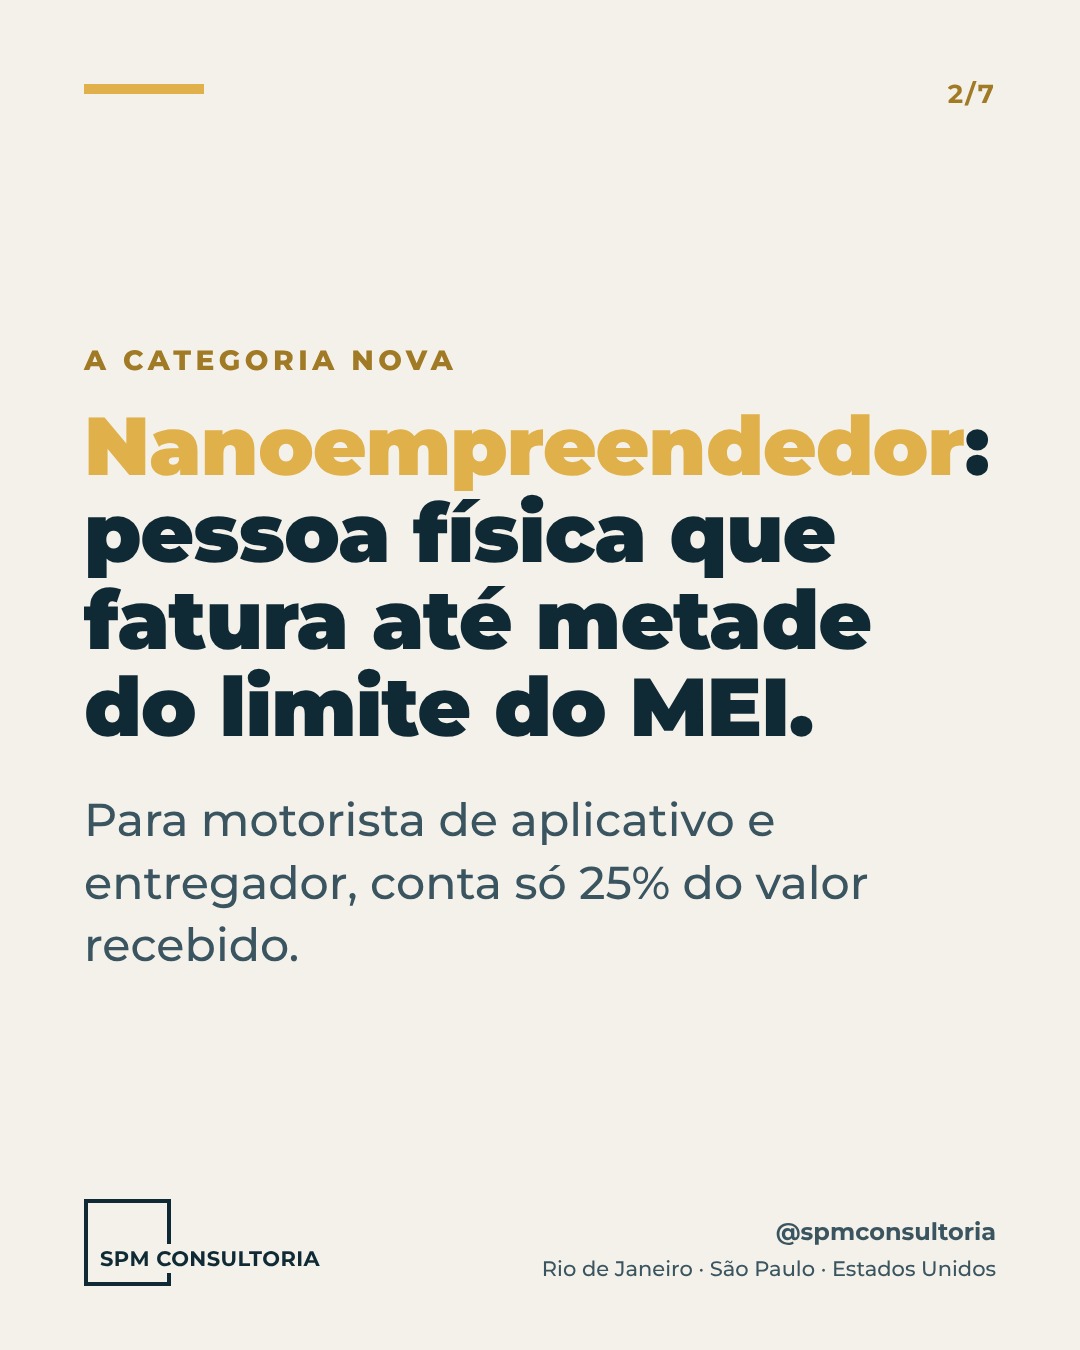 2/7
A CATEGORIA NOVA
Nanoempreendedor:
pessoa física que
fatura até metade
do limite do MEI.
Para motorista de aplicativo e
entregador, conta só 25% do valor
recebido.
SPM CONSULTORIA
@spmconsultoria
Rio de Janeiro · São Paulo · Estados Unidos